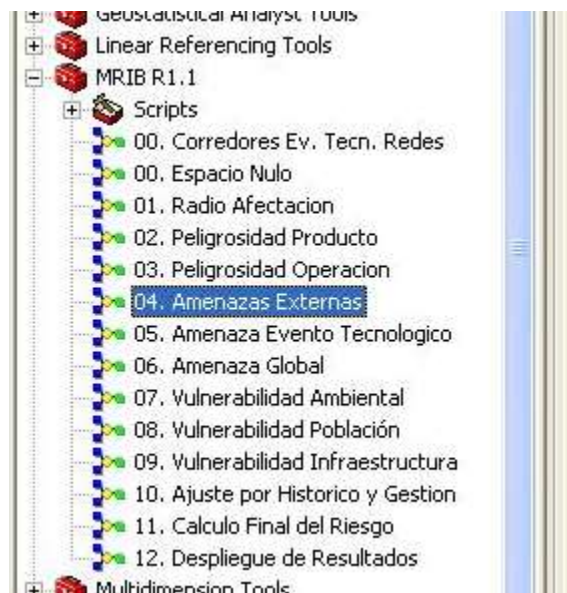 Geostatistical Analyst Tools
Linear Referencing Tools
MRIB R1.1
Scripts
00. Corredores Ev. Tecn. Redes
00. Espacio Nulo
01. Radio Afectacion
02. Peligrosidad Producto
03. Peligrosidad Operacion
04. Amenazas Externas
05. Amenaza Evento Tecnologico
06. Amenaza Global
07. Vulnerabilidad Ambiental
08. Vulnerabilidad Población
09. Vulnerabilidad Infraestructura
10. Ajuste por Historico y Gestion
11. Calculo Final del Riesgo
12. Despliegue de Resultados
Multidimension Tools